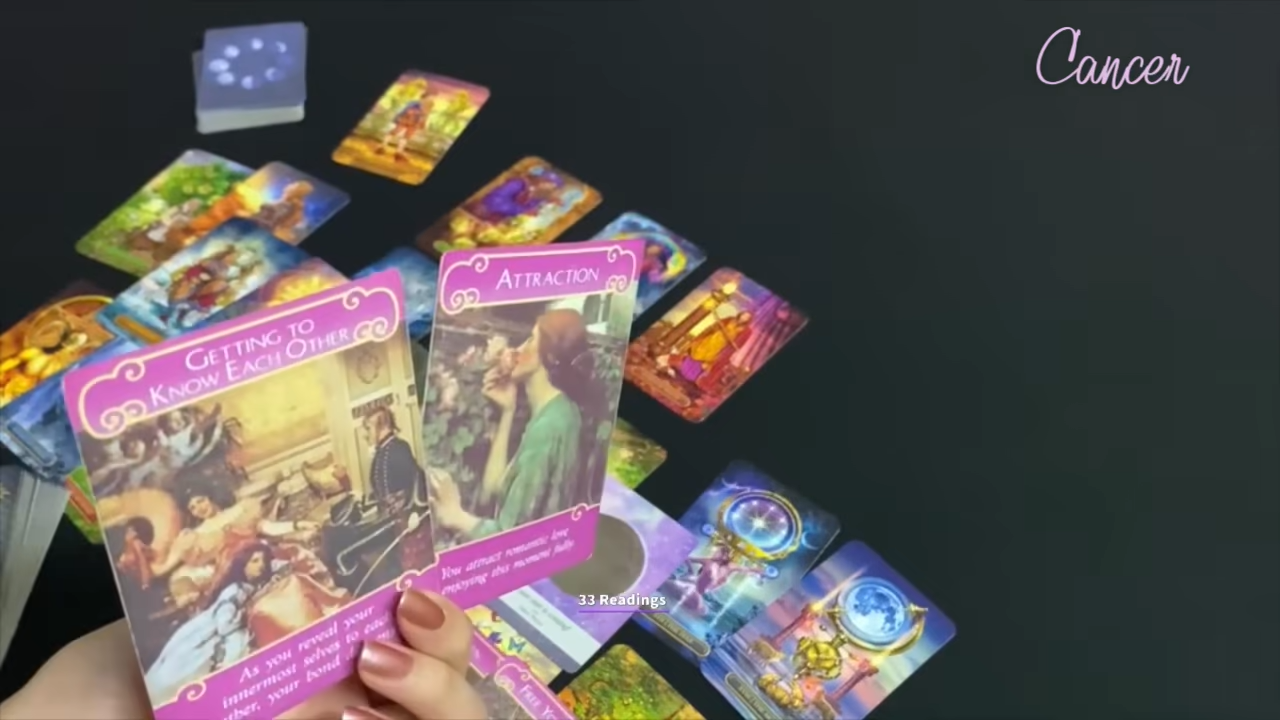 Cancer
ATTRACTION
GETTING TO
KNOW EACH OTHER
You attract romantic love
enjoying this moment fully.
33 Readings
As you reveal your
innermost selves to each
your bond
FREE